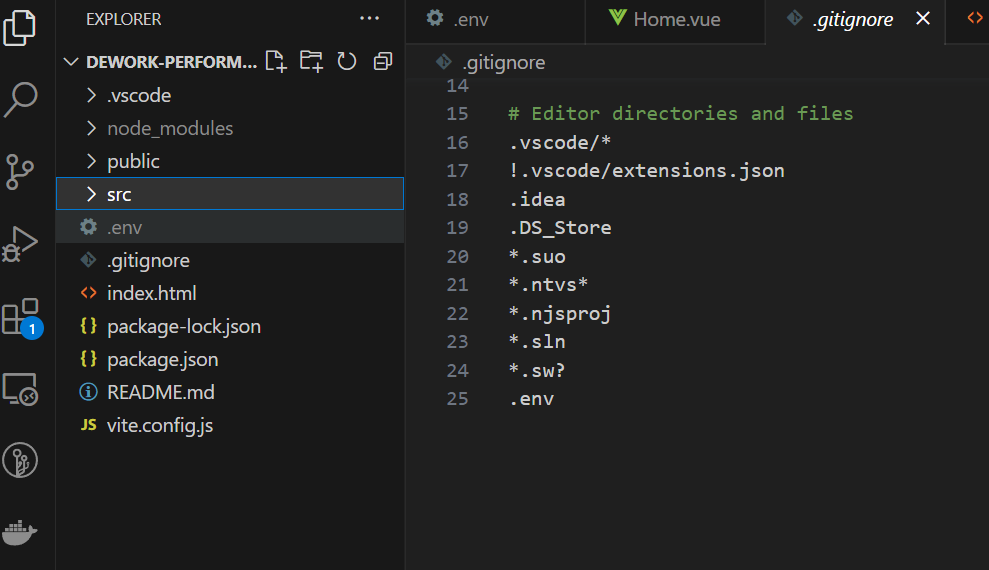 EXPLORER
DEWORK-PERFORM...
.vscode
node_modules
public
src
.env
.gitignore
index.html
package-lock.json
package.json
README.md
JS vite.config.js
1
.env
Home.vue
.gitignore
.gitignore
14
15 # Editor directories and files
16 .vscode/*
17 !.vscode/extensions.json
18 .idea
19 .DS_Store
20 *.suo
21 *.ntvs*
22 *.njsproj
23 *.sln
24 *.sw?
25 .env